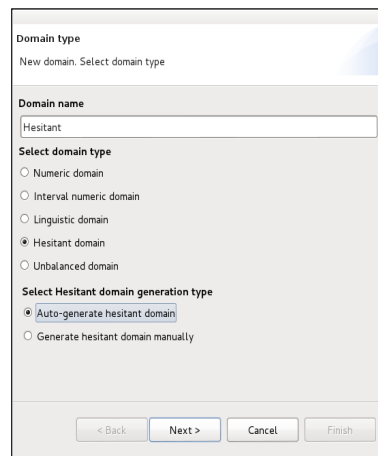 Domain type
New domain. Select domain type
Domain name
Hesitant
Select domain type
Numeric domain
Interval numeric domain
Linguistic domain
Hesitant domain
Unbalanced domain
Select Hesitant domain generation type
Auto-generate hesitant domain
Generate hesitant domain manually
< Back Next > Cancel Finish